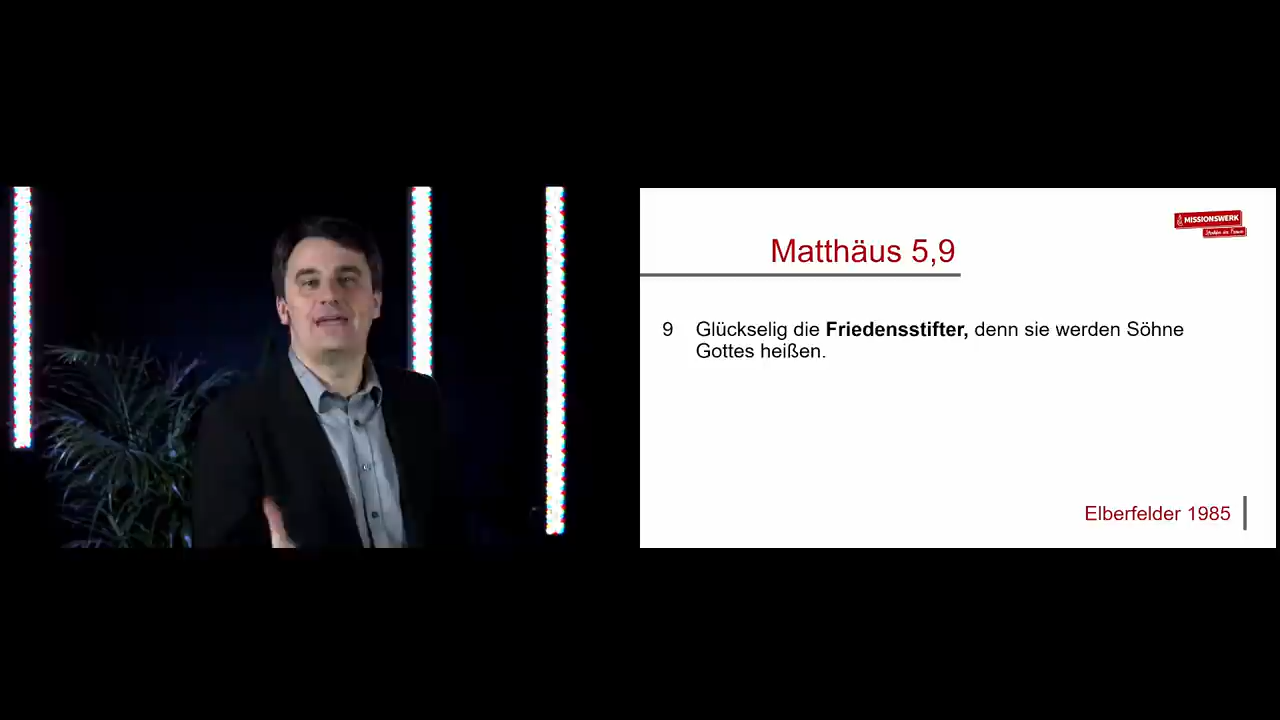 MISSIONSWERK
Matthäus 5,9
9 Glückselig die Friedensstifter, denn sie werden Söhne
Gottes heißen.
Elberfelder 1985